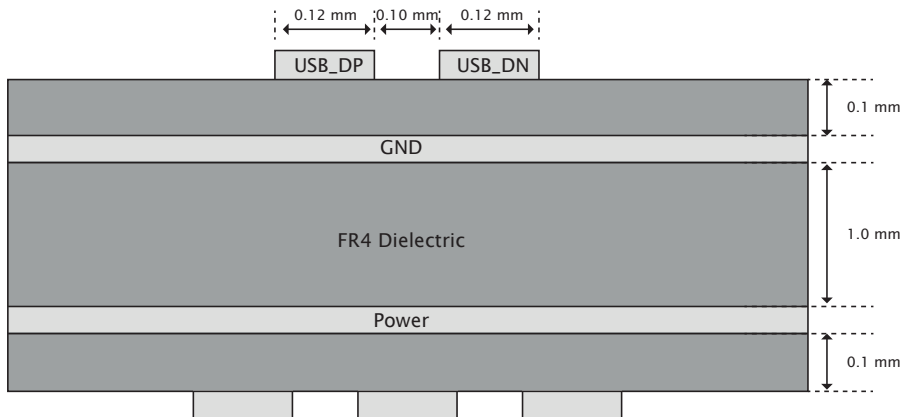 0.12 mm 0.10 mm 0.12 mm
USB_DP USB_DN
0.1 mm
GND
1.0 mm
FR4 Dielectric
Power
0.1 mm